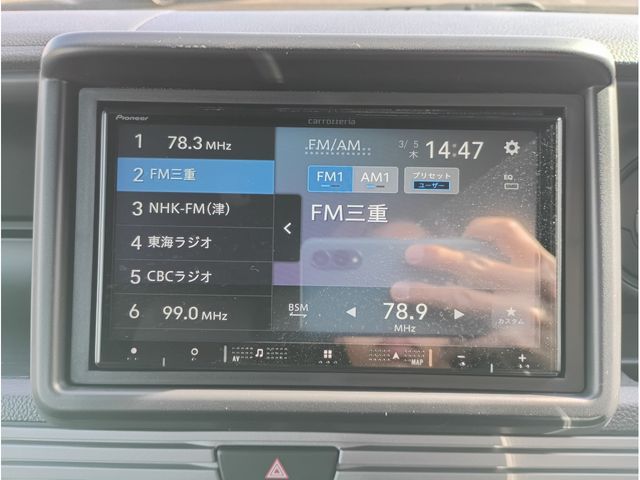 Pioneer
carrozzeria
1 78.3 MHz
2 FM三重
3 NHK-FM(津)
4 東海ラジオ
5 CBCラジオ
6 99.0 MHz
FM/AM
3/5
木
14:47
FM1
AM1
プリセット
ユーザー
EQ
FM三重
BSM
78.9
MHz
カスタム
AV
MAP